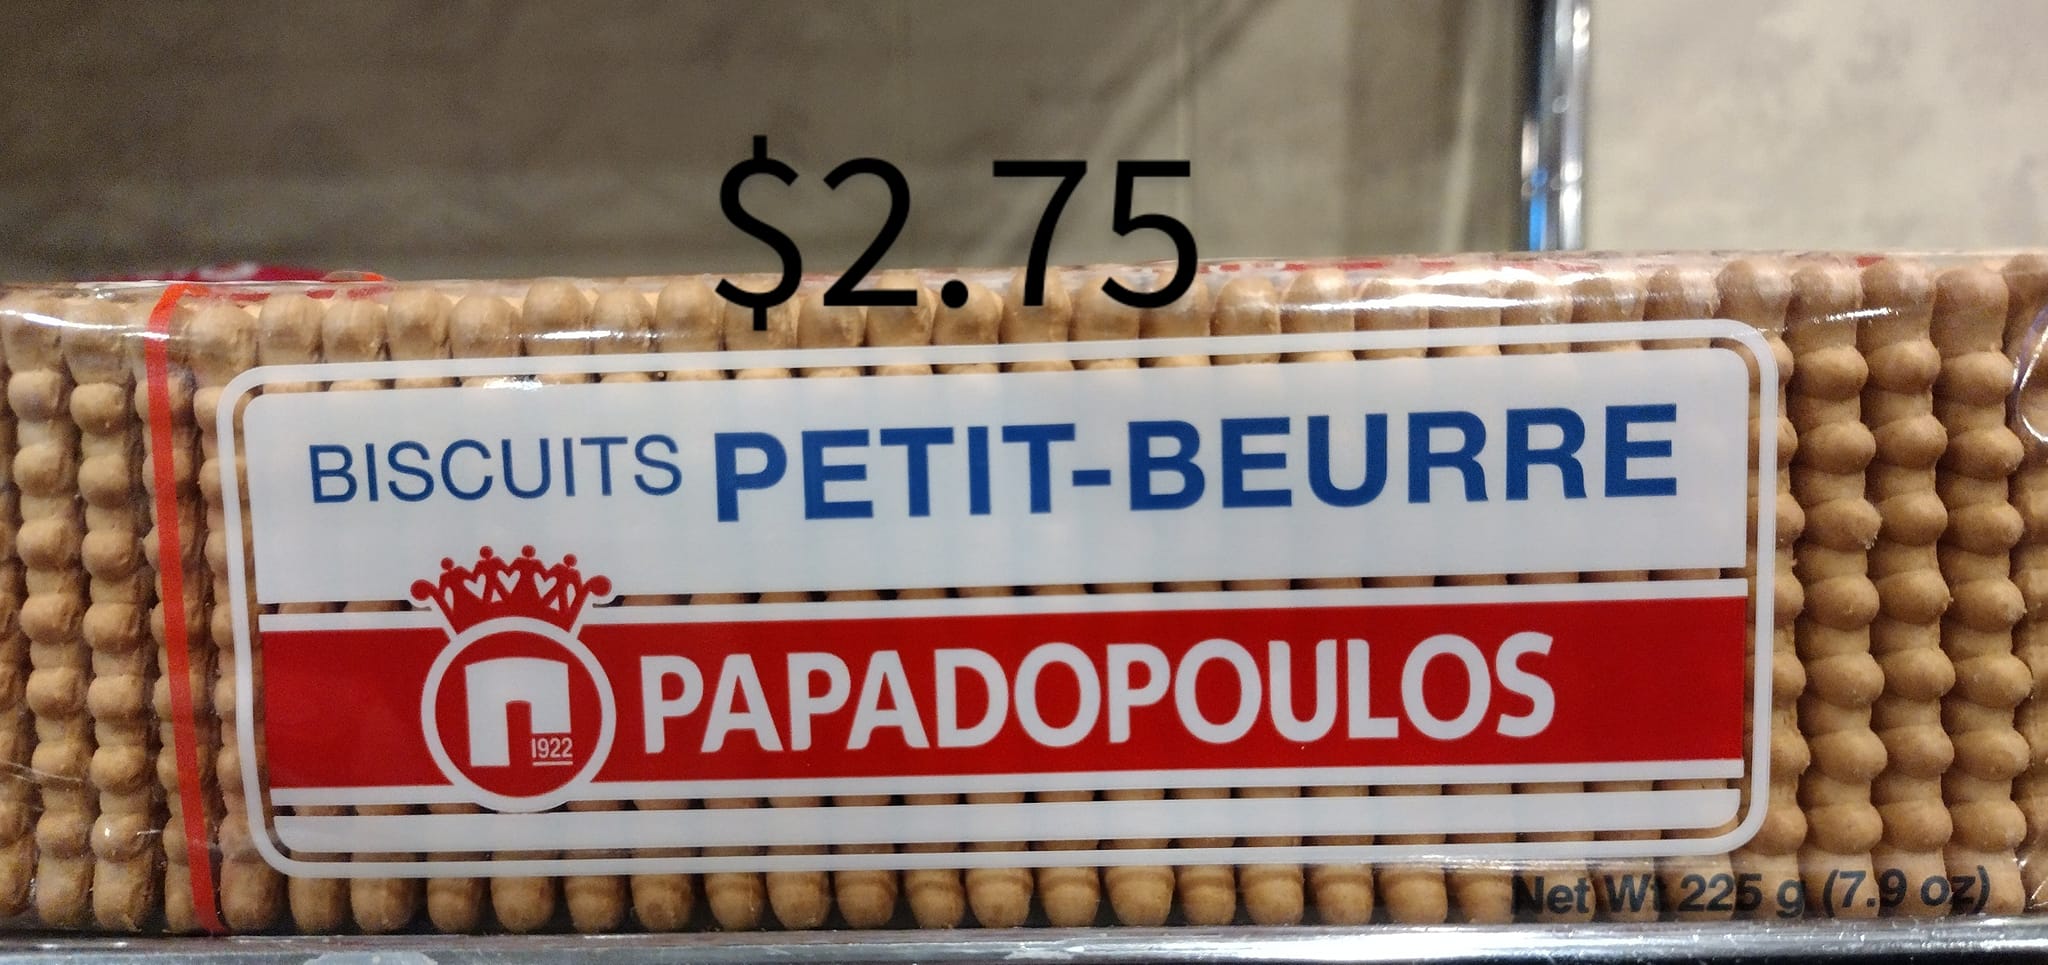 $2.75
BISCUITS PETIT-BEURRE
1922
PAPADOPOULOS
Net Wt 225 g (7.9 oz)